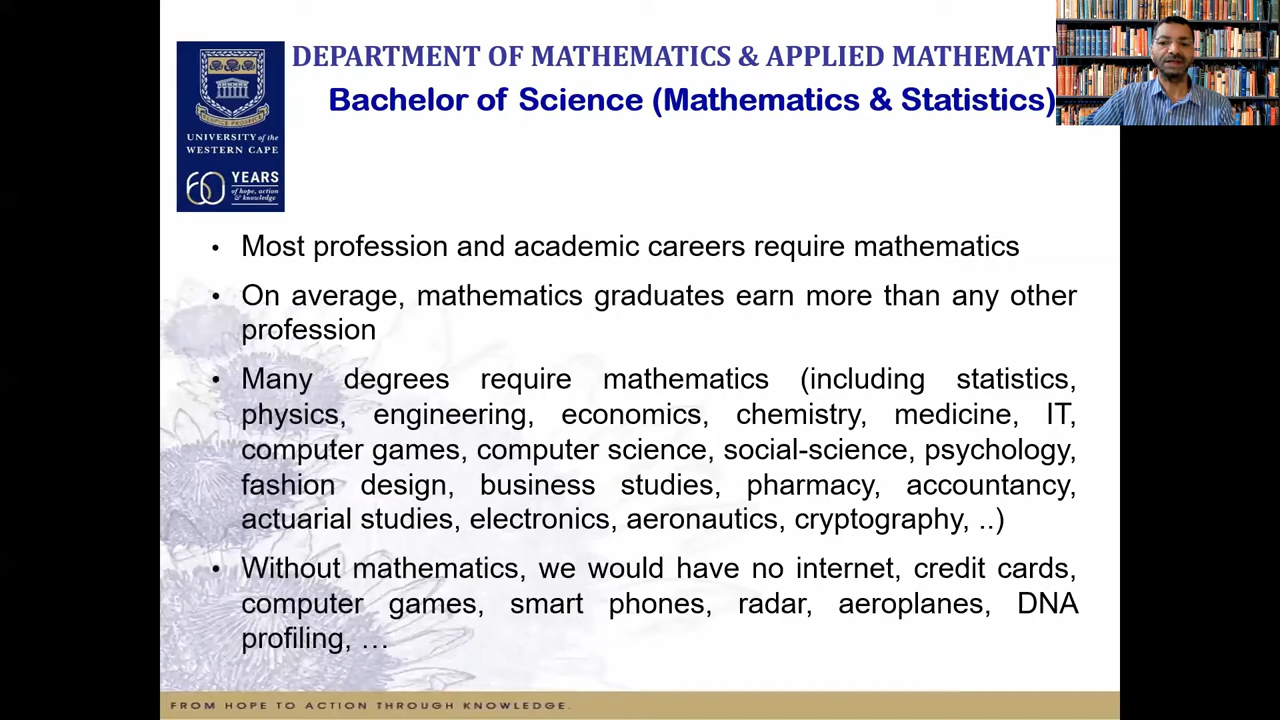 DEPARTMENT OF MATHEMATICS & APPLIED MATHEMATI
Bachelor of Science (Mathematics & Statistics)
UNIVERSITY of the
WESTERN CAPE
60 YEARS
of hope, action
& knowledge
• Most profession and academic careers require mathematics
• On average, mathematics graduates earn more than any other
profession
• Many degrees require mathematics (including statistics,
physics, engineering, economics, chemistry, medicine, IT,
computer games, computer science, social-science, psychology,
fashion design, business studies, pharmacy, accountancy,
actuarial studies, electronics, aeronautics, cryptography, ..)
• Without mathematics, we would have no internet, credit cards,
computer games, smart phones, radar, aeroplanes, DNA
profiling, …
FROM HOPE TO ACTION THROUGH KNOWLEDGE.